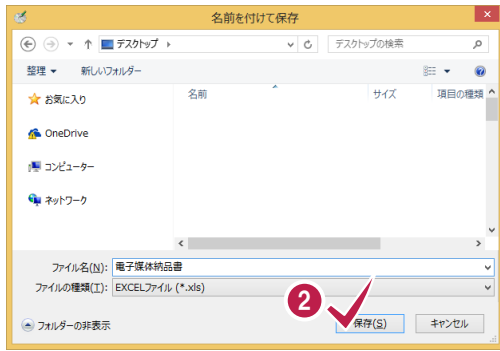 名前を付けて保存
デスクトップ
デスクトップの検索
整理 新しいフォルダー
名前 サイズ 項目の種類
お気に入り
OneDrive
コンピューター
ネットワーク
ファイル名(N): 電子媒体納品書
ファイルの種類(T): EXCELファイル (*.xls)
2
フォルダーの非表示 保存(S) キャンセル